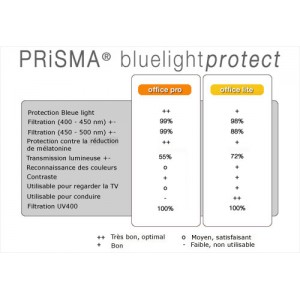 PRiSMA® bluelightprotect
office pro office lite
Protection Bleue light ++ +
Filtration (400 - 450 nm) +- 99% 98%
Filtration (450 - 500 nm) +- 99% 88%
Protection contre la réduction ++ +
de mélatonine
Transmission lumineuse +- 55% 72%
Reconnaissance des couleurs o +
Contraste + +
Utilisable pour regarder la TV o +
Utilisable pour conduire - ++
Filtration UV400 100% 100%
++ Très bon, optimal o Moyen, satisfaisant
+ Bon - Faible, non utilisable